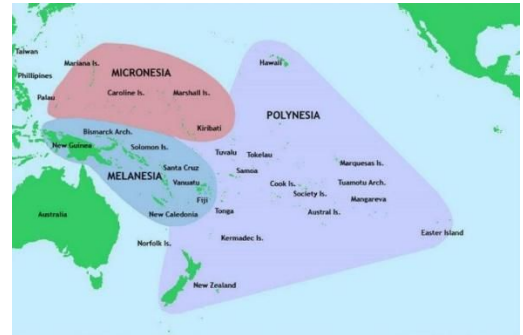 Taiwan
Phillipines
Palau
Mariana Is.
MICRONESIA
Caroline Is.
Marshall Is.
Kiribati
Hawaii
POLYNESIA
Bismarck Arch.
New Guinea
Solomon Is.
MELANESIA
Santa Cruz
Vanuatu
Fiji
New Caledonia
Tuvalu
Tokelau
Samoa
Marquesas Is.
Cook Is.
Tuamotu Arch.
Society Is.
Mangareva
Austral Is.
Tonga
Australia
Norfolk Is.
Kermadec Is.
Easter Island
New Zealand